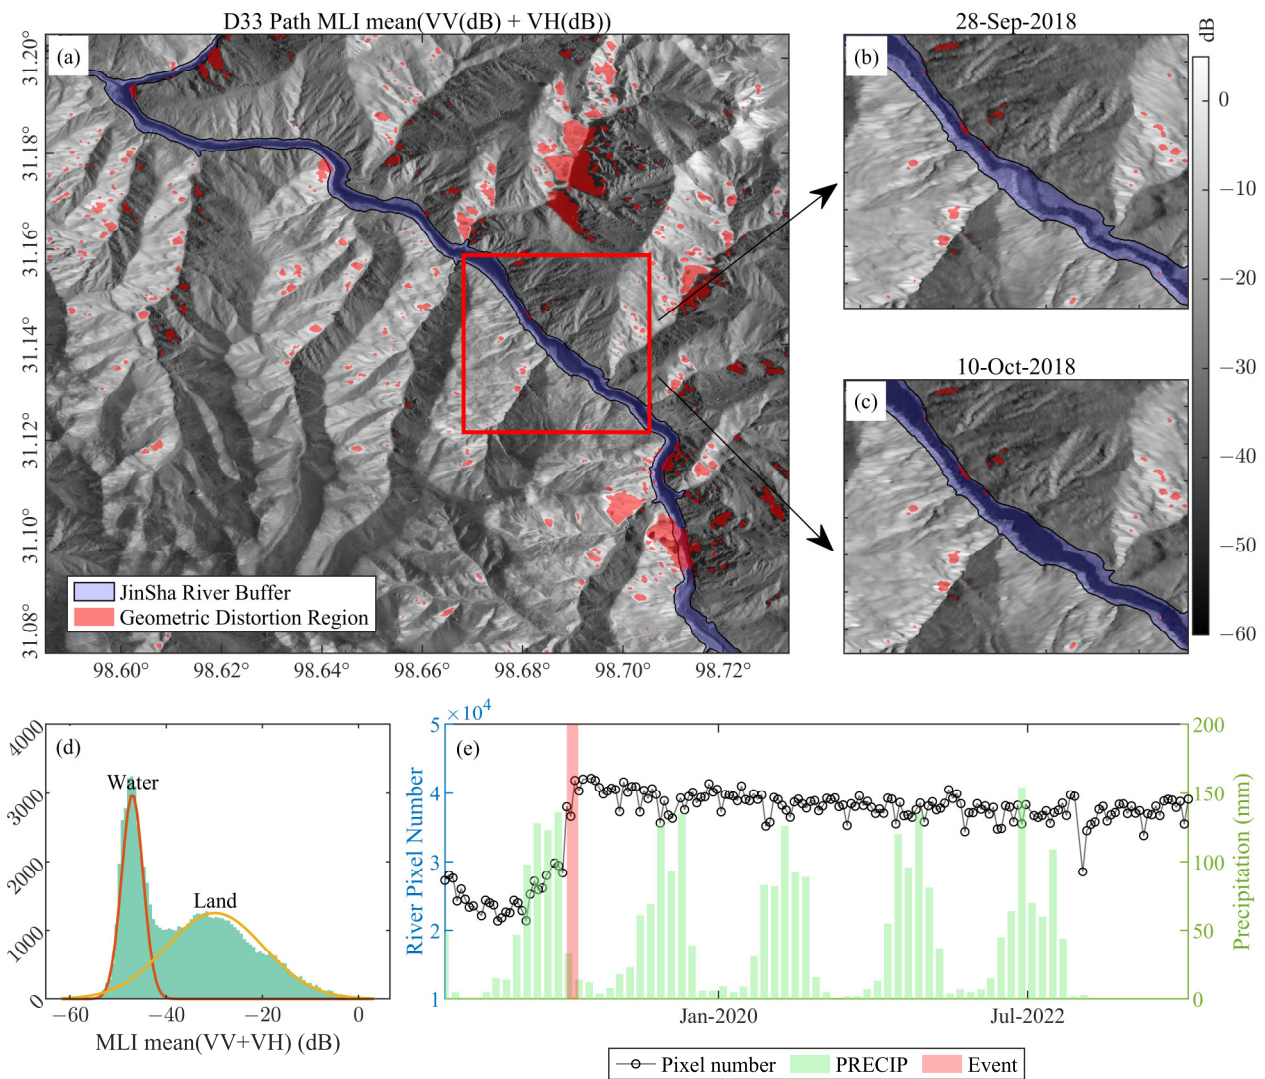 D33 Path MLI mean(VV(dB) + VH(dB))
(a)
31.20°
31.18°
31.16°
31.14°
31.12°
31.10°
31.08°
98.60°
98.62°
98.64°
98.66°
98.68°
98.70°
98.72°
JinSha River Buffer
Geometric Distortion Region
28-Sep-2018
(b)
10-Oct-2018
(c)
dB
0
−10
−20
−30
−40
−50
−60
(d)
Water
Land
4000
3000
2000
1000
0
−60
−40
−20
0
MLI mean(VV+VH) (dB)
(e)
×10⁴
5
4
3
2
1
River Pixel Number
200
150
100
50
0
Precipitation (mm)
Jan-2020
Jul-2022
Pixel number
PRECIP
Event